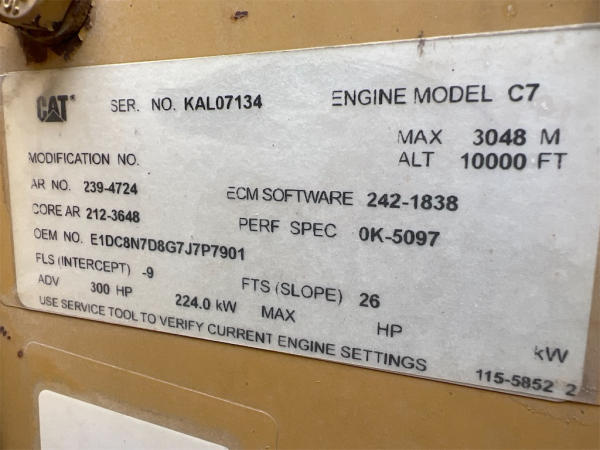 CAT SER. NO. KAL07134 ENGINE MODEL C7
MAX 3048 M
MODIFICATION NO. ALT 10000 FT
AR NO. 239-4724 ECM SOFTWARE 242-1838
CORE AR 212-3648 PERF SPEC 0K-5097
OEM NO. E1DC8N7D8G7J7P7901
FLS (INTERCEPT) -9 FTS (SLOPE) 26
ADV 300 HP 224.0 kW MAX HP kW
USE SERVICE TOOL TO VERIFY CURRENT ENGINE SETTINGS 115-5852 2